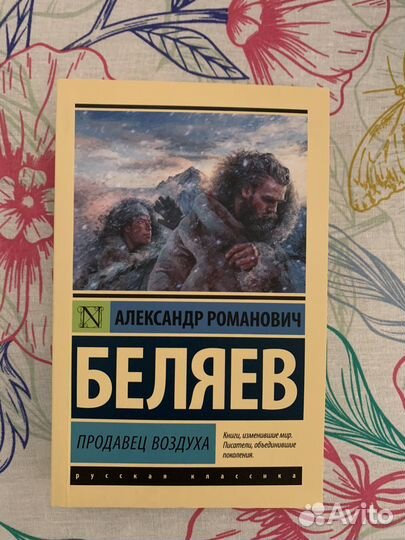 N
АЛЕКСАНДР РОМАНОВИЧ
БЕЛЯЕВ
ПРОДАВЕЦ ВОЗДУХА
Книги, изменившие мир.
Писатели, объединившие
поколения.
русская классика
Avito